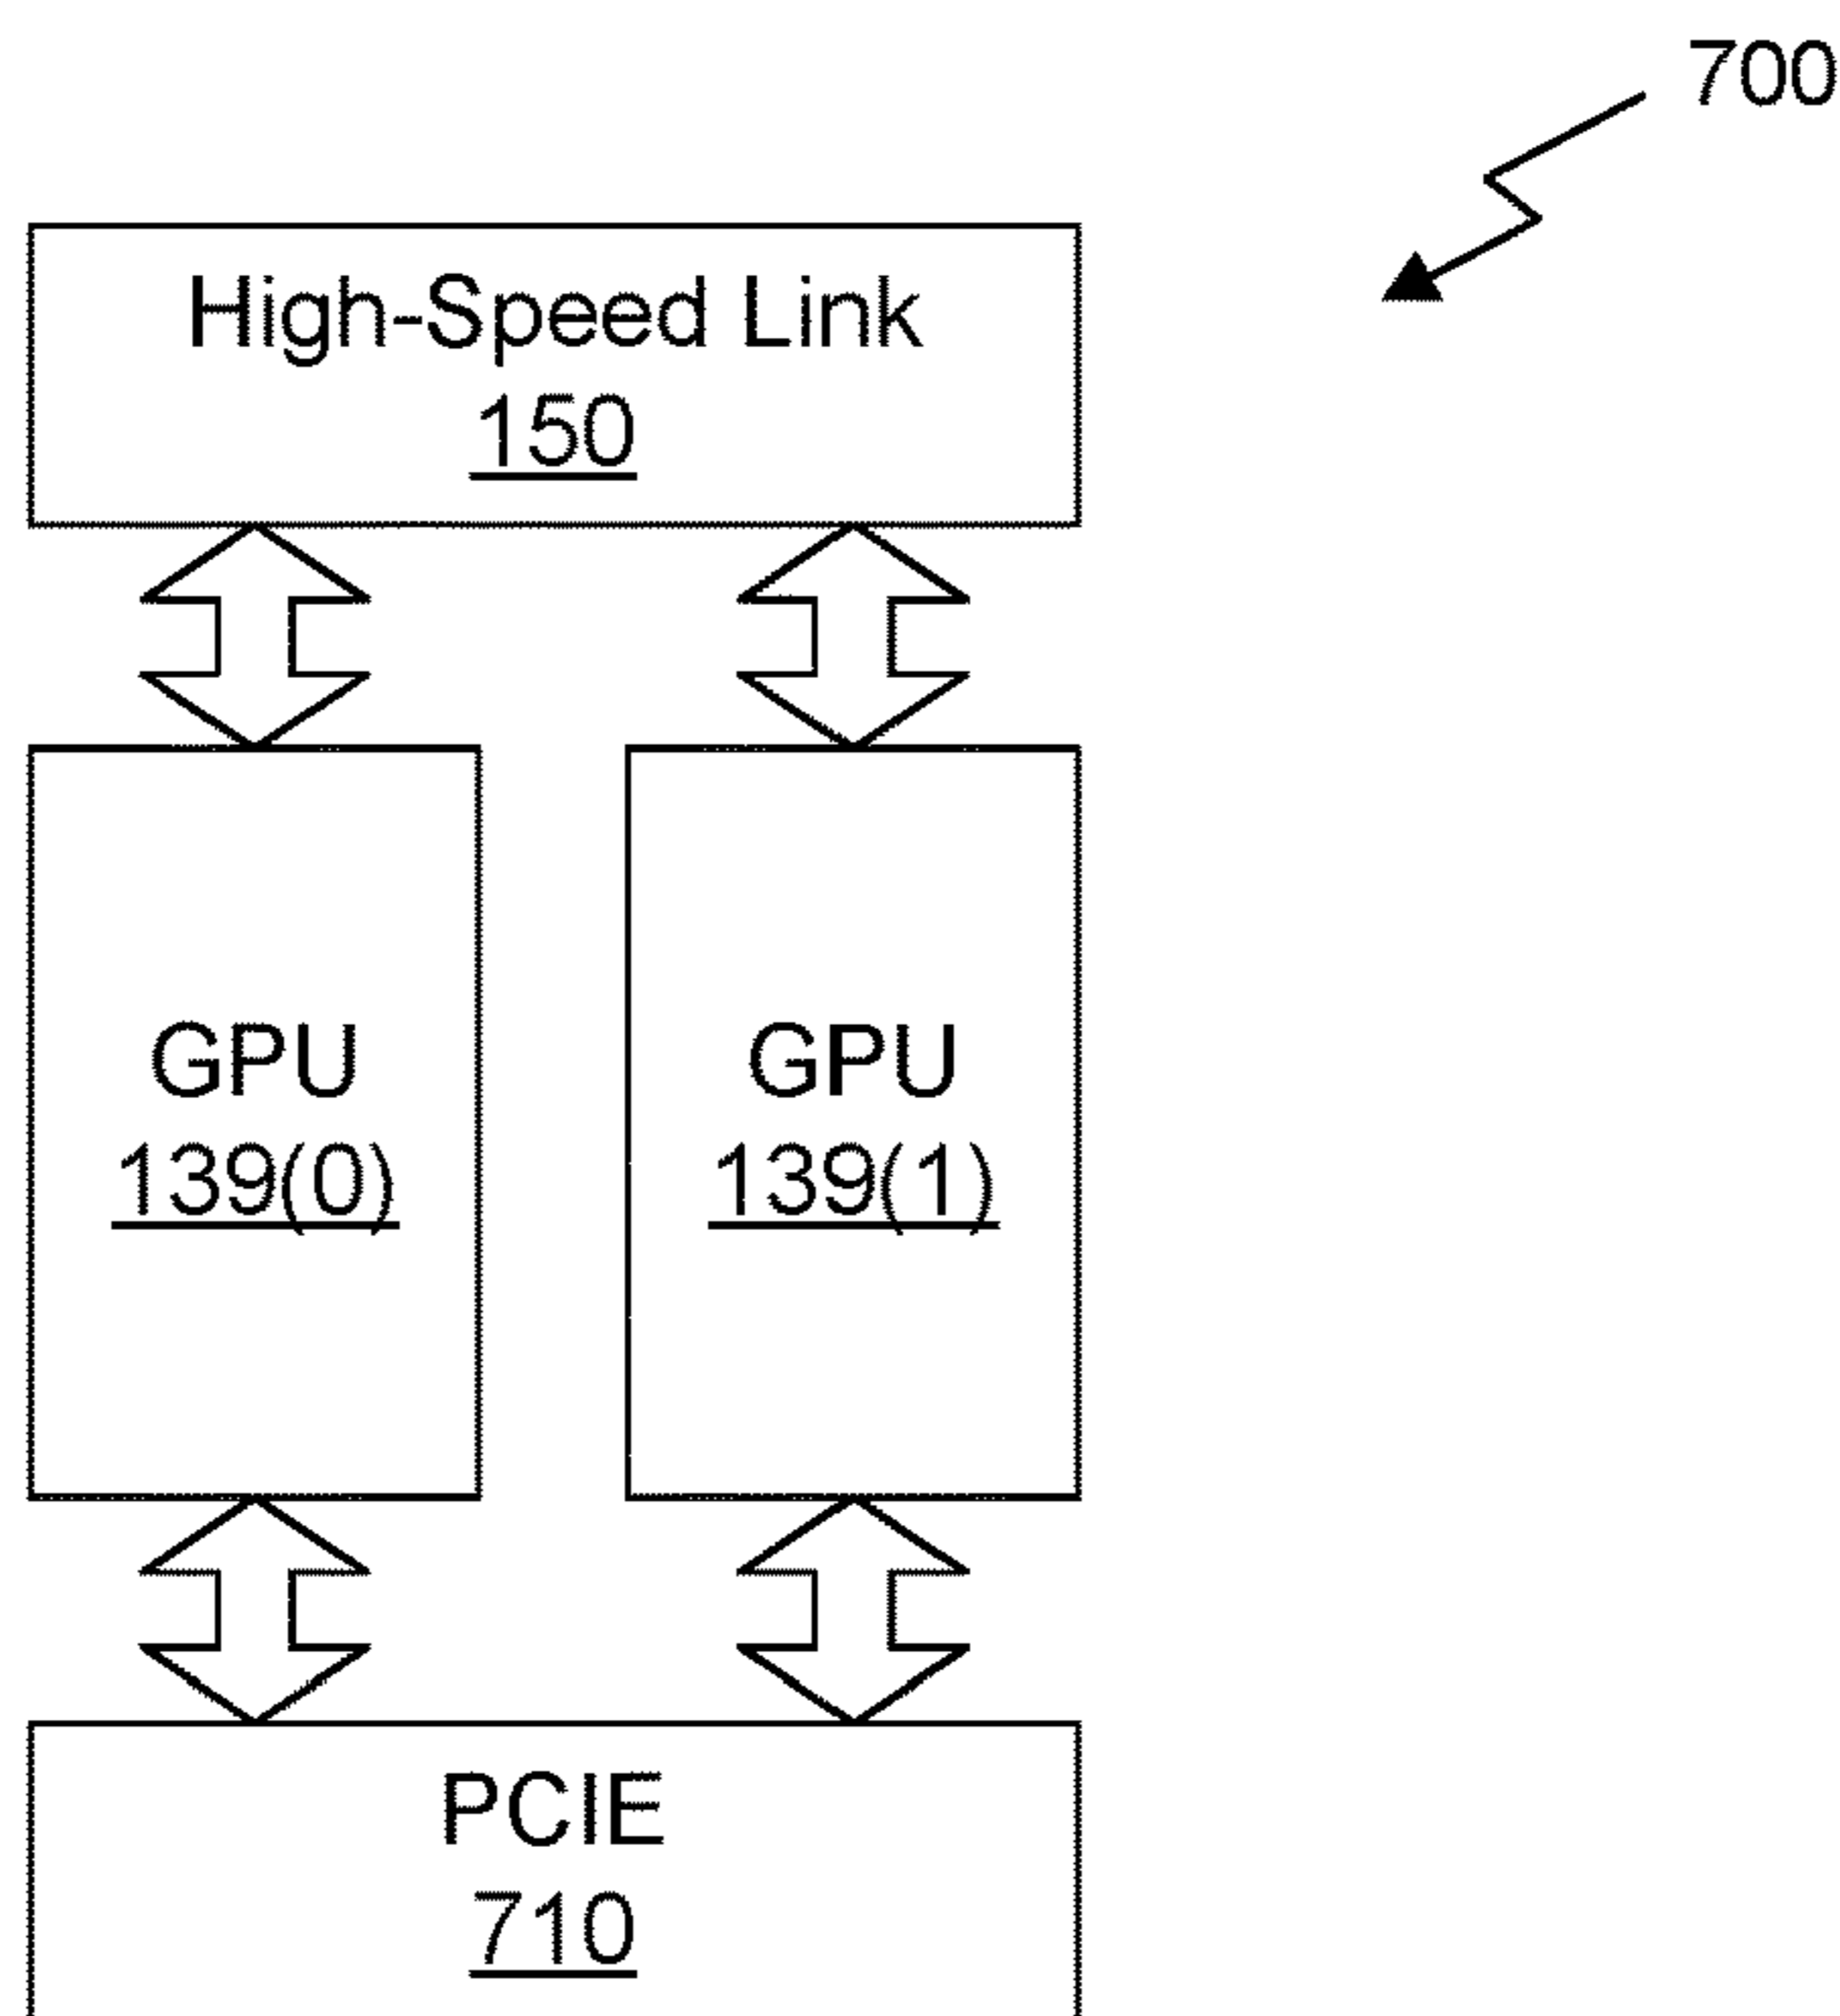 700
High-Speed Link
150
GPU
139(0)
GPU
139(1)
PCIE
710